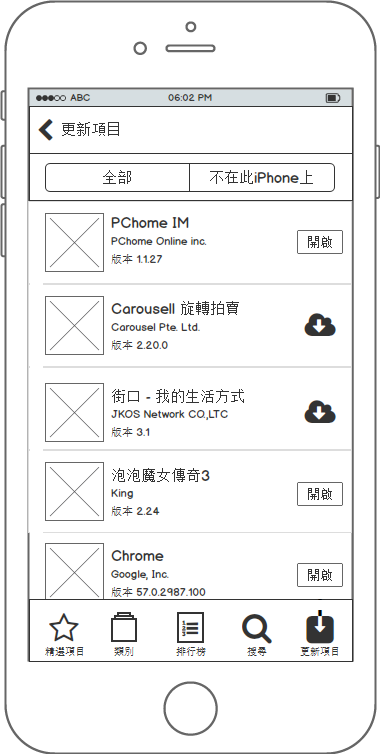 ABC 06:02 PM
更新項目
全部 不在此iPhone上
PChome IM
PChome Online inc.
版本 1.1.27
開啟
Carousell 旋轉拍賣
Carousel Pte. Ltd.
版本 2.20.0
街口 - 我的生活方式
JKOS Network CO,LTC
版本 3.1
泡泡魔女傳奇3
King
版本 2.24
開啟
Chrome
Google, Inc.
版本 57.0.2987.100
開啟
精選項目 類別 排行榜 搜尋 更新項目